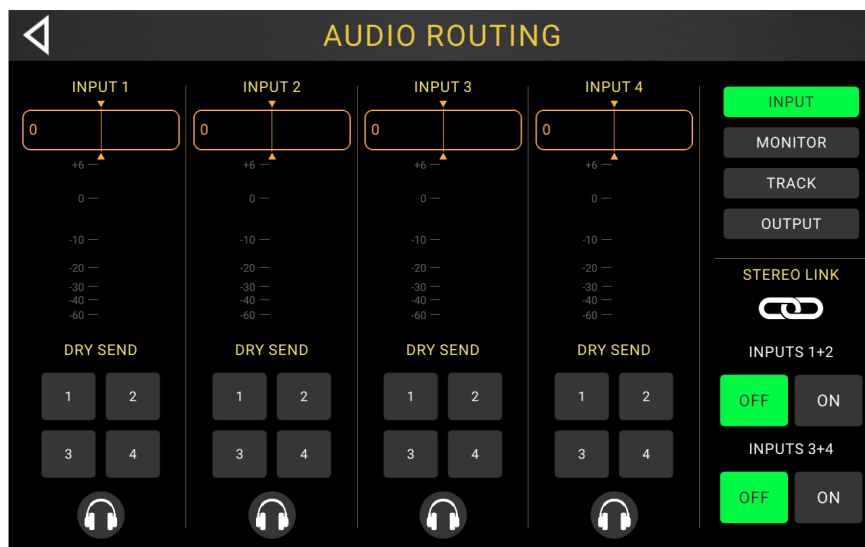 AUDIO ROUTING
INPUT 1
INPUT 2
INPUT 3
INPUT 4
0
0
0
0
+6
0
-10
-20
-30
-40
-60
+6
0
-10
-20
-30
-40
-60
+6
0
-10
-20
-30
-40
-60
+6
0
-10
-20
-30
-40
-60
DRY SEND
DRY SEND
DRY SEND
DRY SEND
1 2
3 4
1 2
3 4
1 2
3 4
1 2
3 4
INPUT
MONITOR
TRACK
OUTPUT
STEREO LINK
INPUTS 1+2
OFF ON
INPUTS 3+4
OFF ON